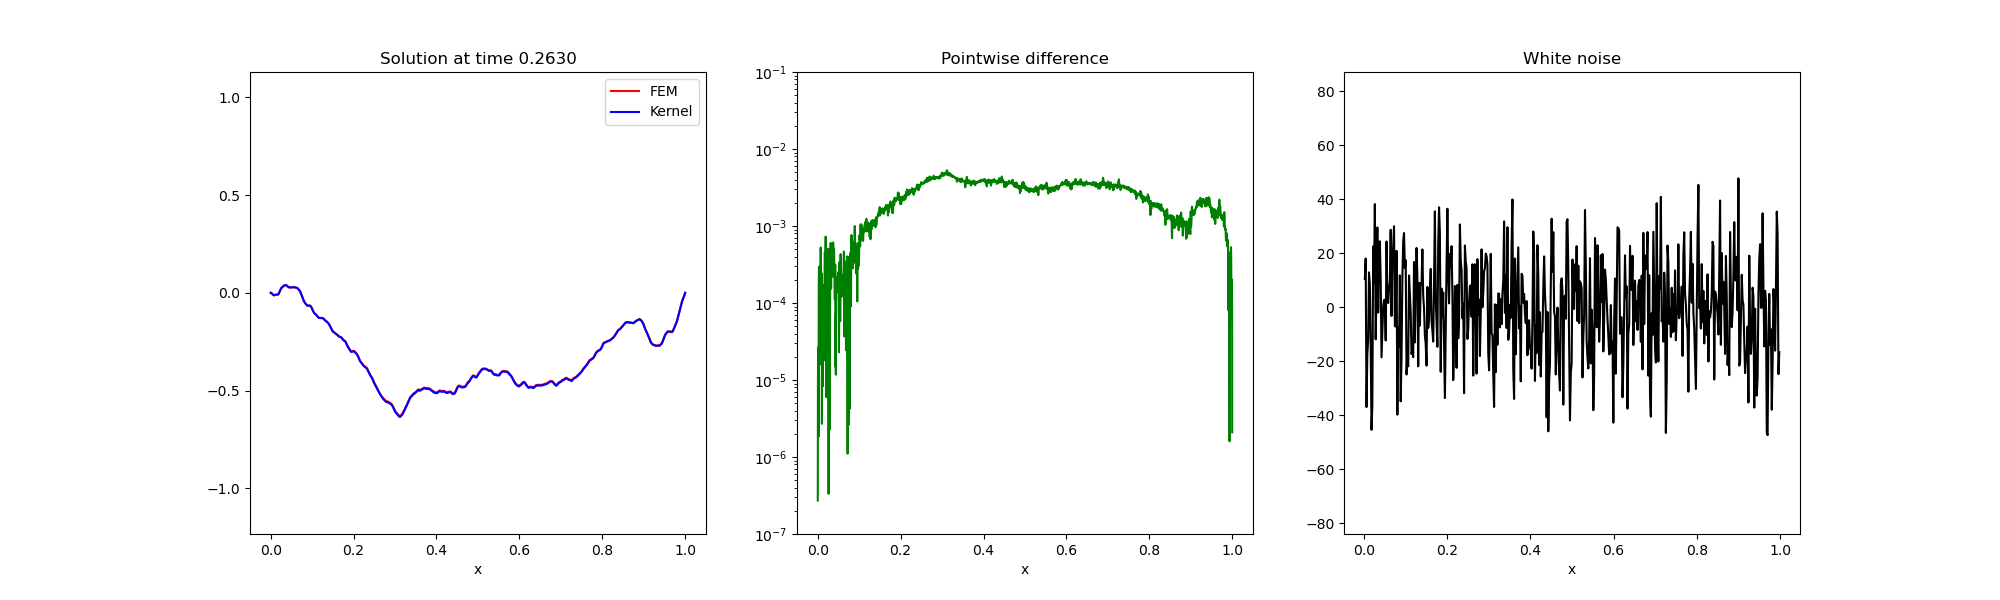 Solution at time 0.2630
1.0
0.5
0.0
−0.5
−1.0
0.0 0.2 0.4 0.6 0.8 1.0
x
FEM
Kernel
Pointwise difference
10⁻¹
10⁻²
10⁻³
10⁻⁴
10⁻⁵
10⁻⁶
10⁻⁷
0.0 0.2 0.4 0.6 0.8 1.0
x
White noise
80
60
40
20
0
−20
−40
−60
−80
0.0 0.2 0.4 0.6 0.8 1.0
x